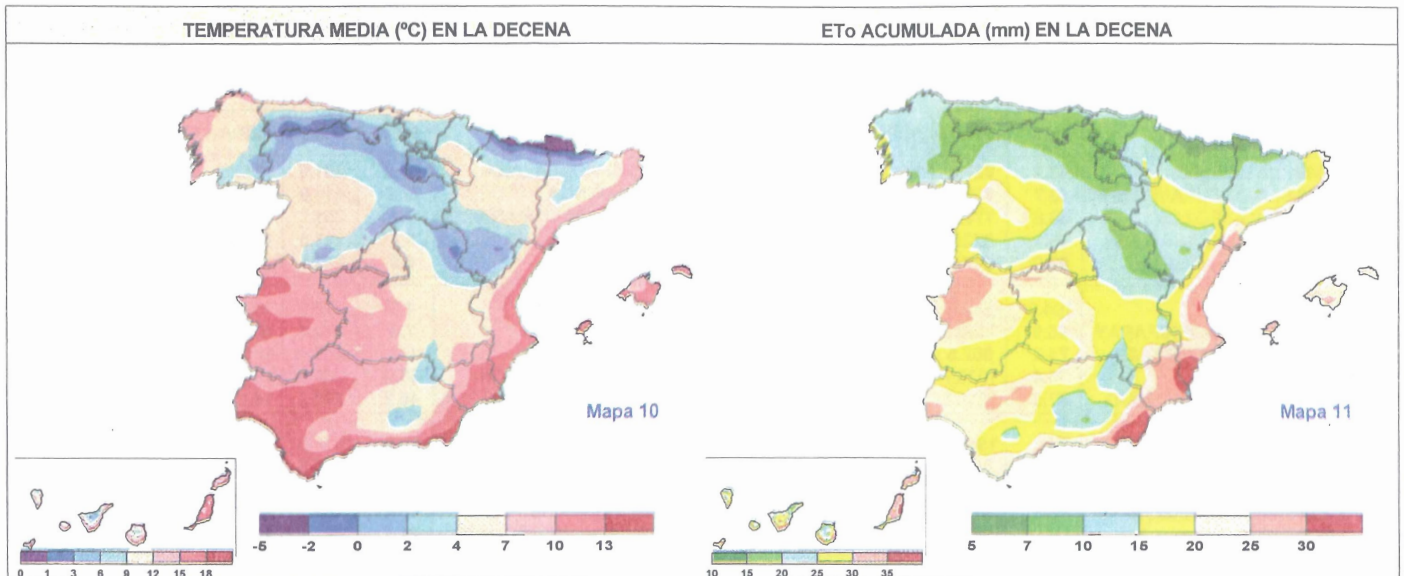 TEMPERATURA MEDIA (ºC) EN LA DECENA
ETo ACUMULADA (mm) EN LA DECENA
Mapa 10
Mapa 11
-6 -2 0 2 4 7 10 13
5 7 10 15 20 25 30
0 1 3 6 9 12 15 18
10 15 20 25 30 35